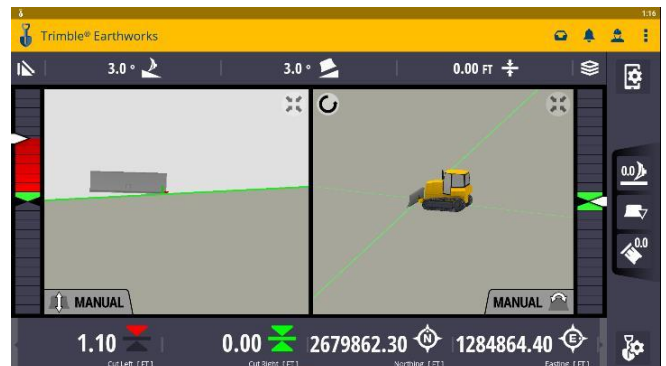 1:16
Trimble® Earthworks
3.0 °
3.0 °
0.00 FT
0.0
0.0
MANUAL
MANUAL
1.10
0.00
2679862.30
N
1284864.40
E
Cut Left [FT]
Cut Right [FT]
Northing [FT]
Easting [FT]